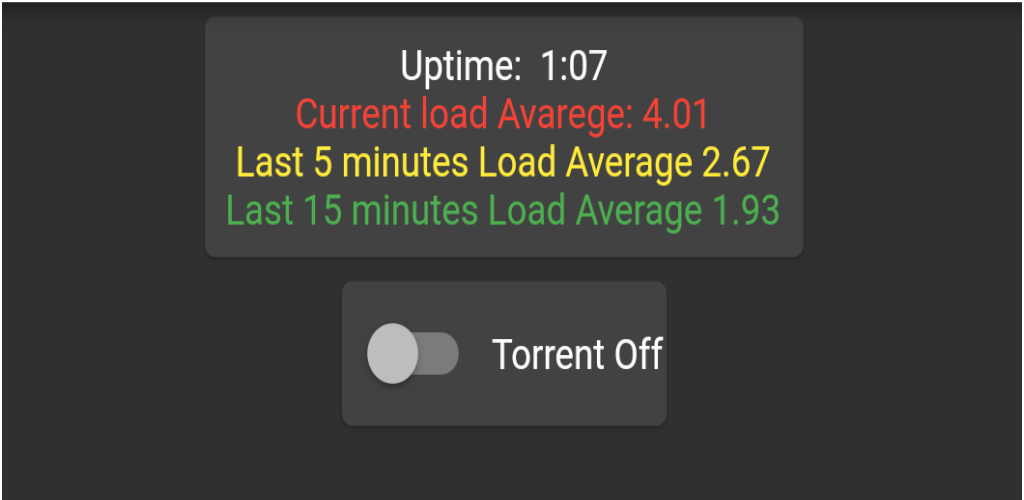 Uptime:  1:07
Current load Avarege: 4.01
Last 5 minutes Load Average 2.67
Last 15 minutes Load Average 1.93
Torrent Off